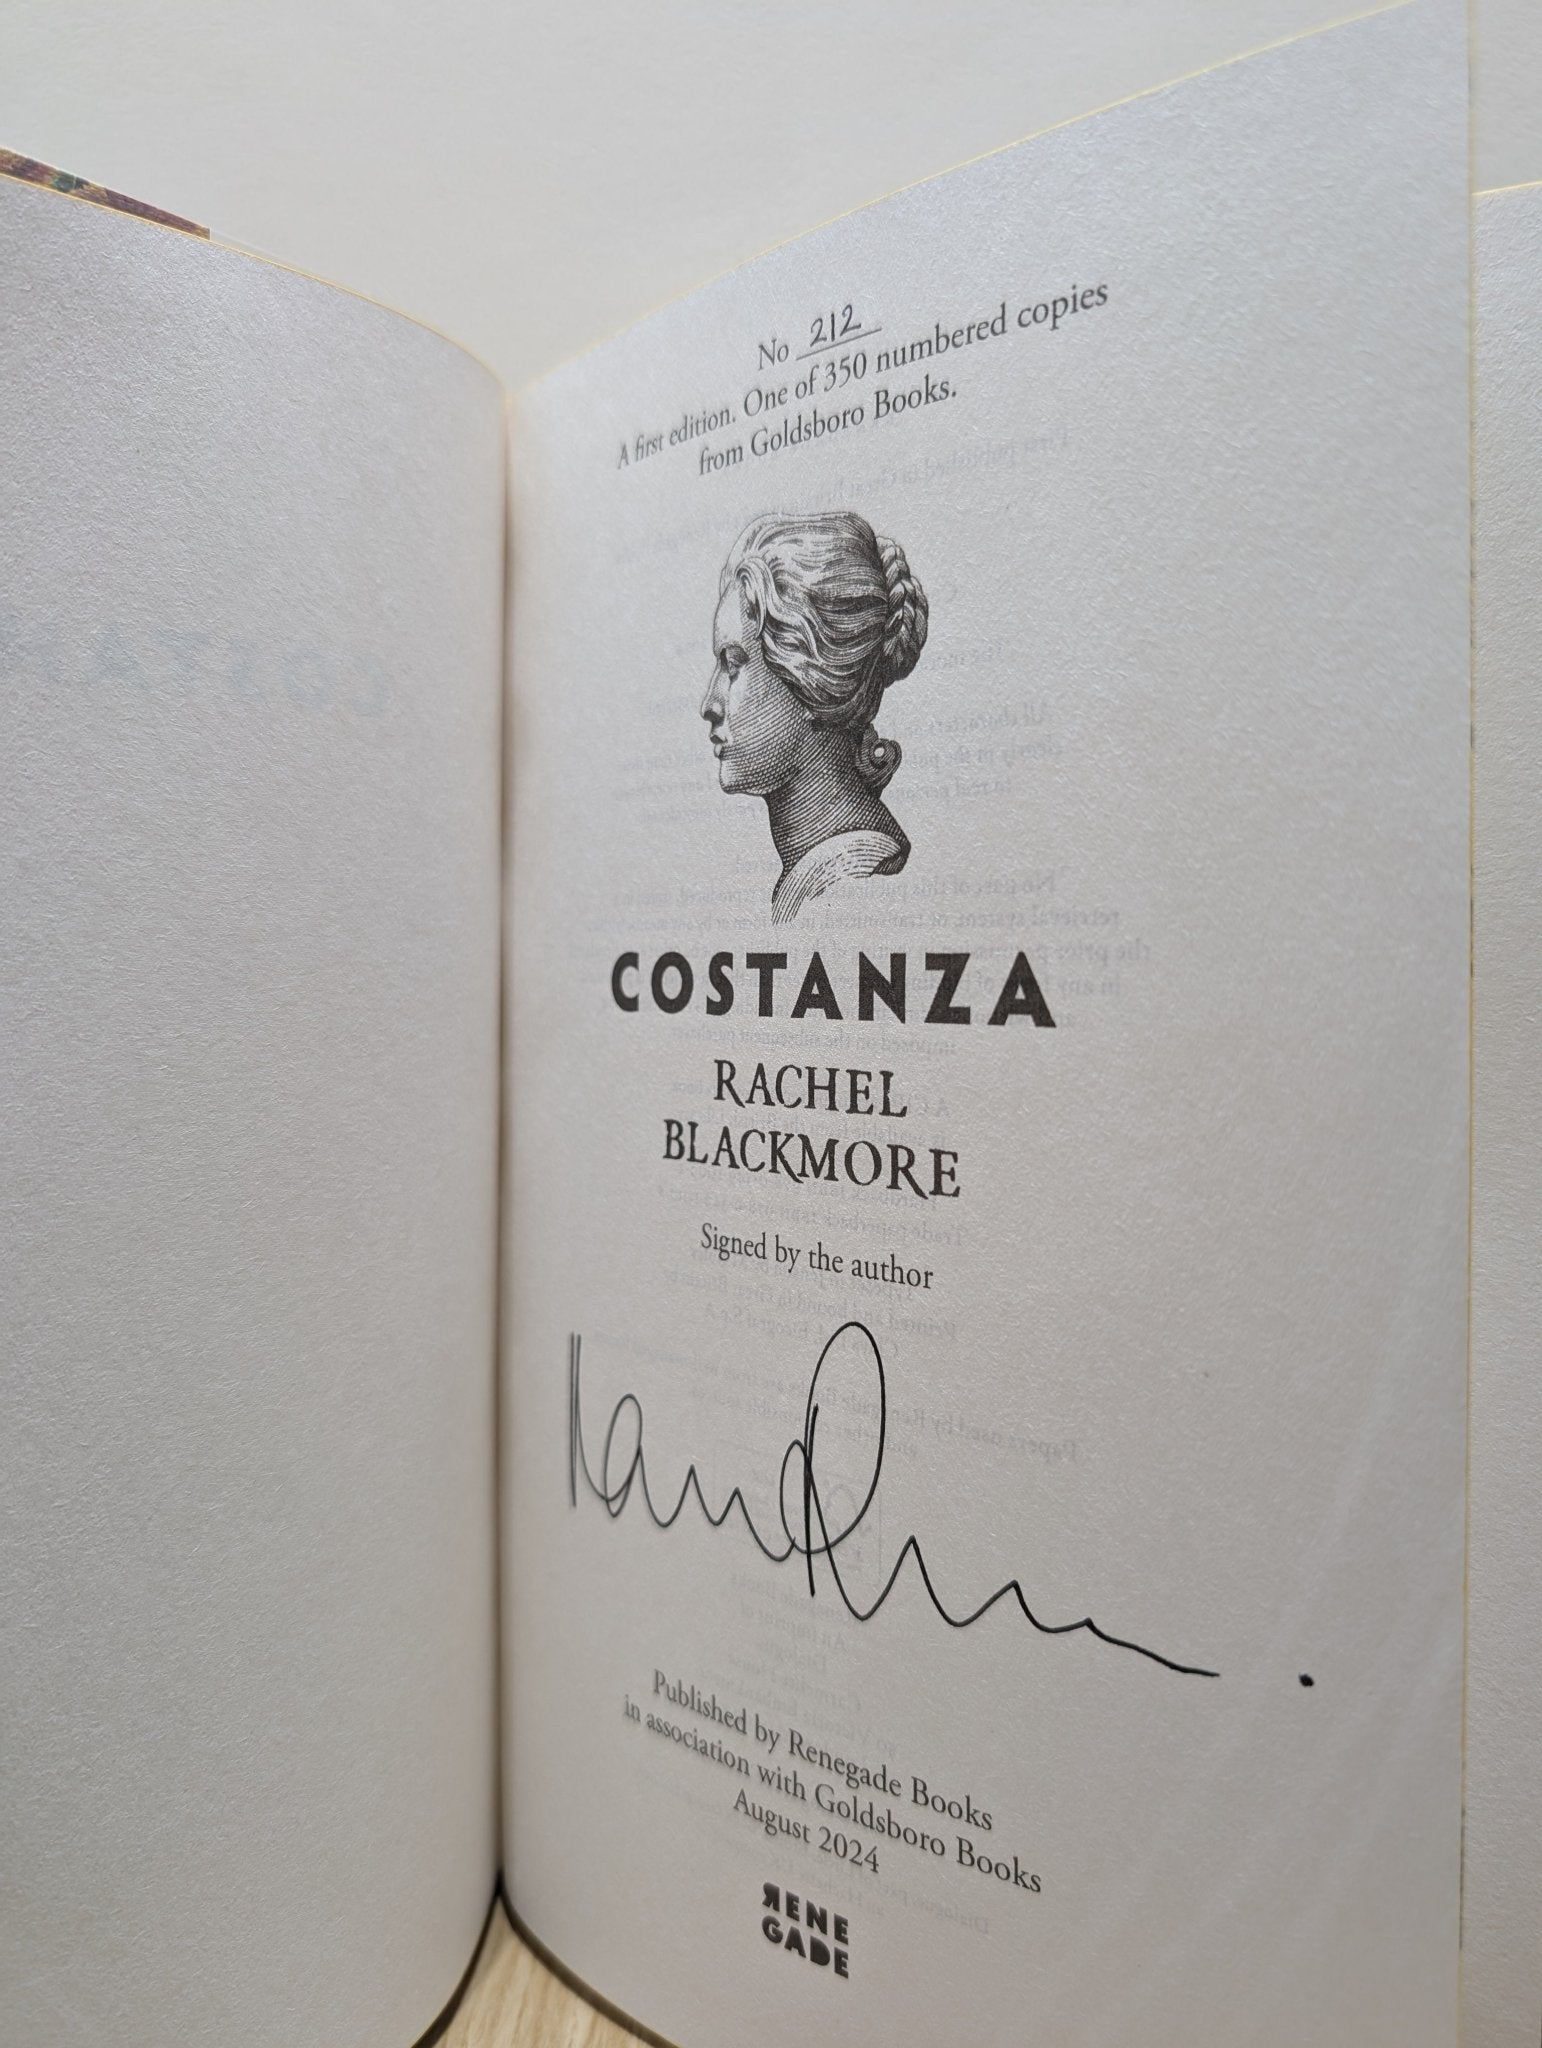 No 212
A first edition. One of 350 numbered copies
from Goldsboro Books.
COSTANZA
RACHEL
BLACKMORE
Signed by the author
Published by Renegade Books
in association with Goldsboro Books
August 2024
RENE
GADE